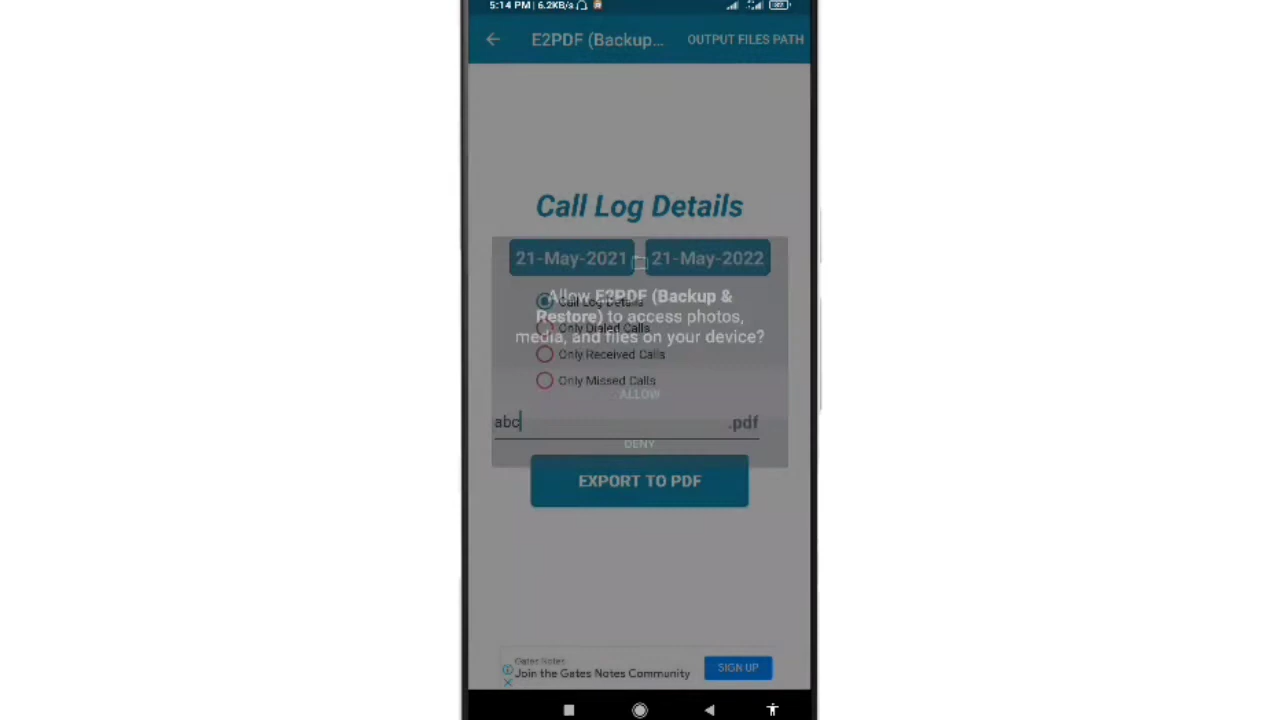 5:14 PM | 6.2KB/s
E2PDF (Backup... OUTPUT FILES PATH
Call Log Details
21-May-2021 21-May-2022
Allow E2PDF (Backup &
Restore) to access photos,
media, and files on your device?
Call Log Details
Only Dialed Calls
Only Received Calls
Only Missed Calls
ALLOW
abc .pdf
DENY
EXPORT TO PDF
Gates Notes
Join the Gates Notes Community SIGN UP